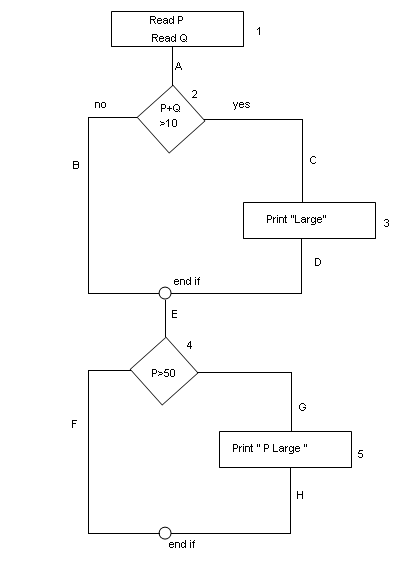 Read P
Read Q
1
A
2
no
P+Q
>10
yes
B
C
Print "Large"
3
D
end if
E
4
P>50
F
G
Print " P Large "
5
H
end if